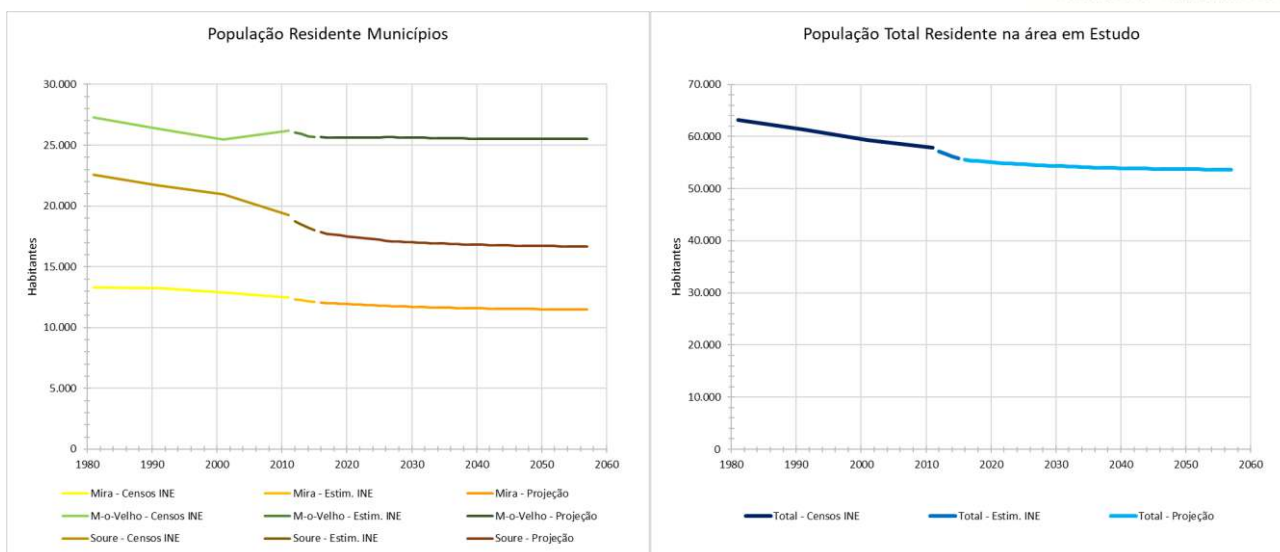 População Residente Municípios
30.000
25.000
20.000
15.000
10.000
5.000
0
Habitantes
1980 1990 2000 2010 2020 2030 2040 2050 2060
Mira - Censos INE Mira - Estim. INE Mira - Projeção
M-o-Velho - Censos INE M-o-Velho - Estim. INE M-o-Velho - Projeção
Soure - Censos INE Soure - Estim. INE Soure - Projeção
População Total Residente na área em Estudo
70.000
60.000
50.000
40.000
30.000
20.000
10.000
0
Habitantes
1980 1990 2000 2010 2020 2030 2040 2050 2060
Total - Censos INE Total - Estim. INE Total - Projeção